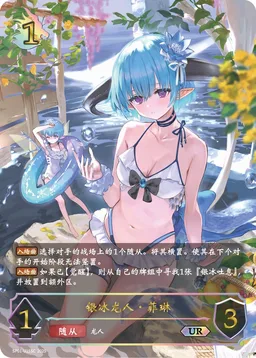 1
入场曲 选择对手的战场上的1个随从，将其横置。使其在下个对
手的开始阶段无法竖置。
入场曲 如果已【觉醒】，则从自己的牌组中寻找1张『银冰吐息』，
并放置到额外区。
银冰龙人·菲琳
1
随从
龙人
UR
3